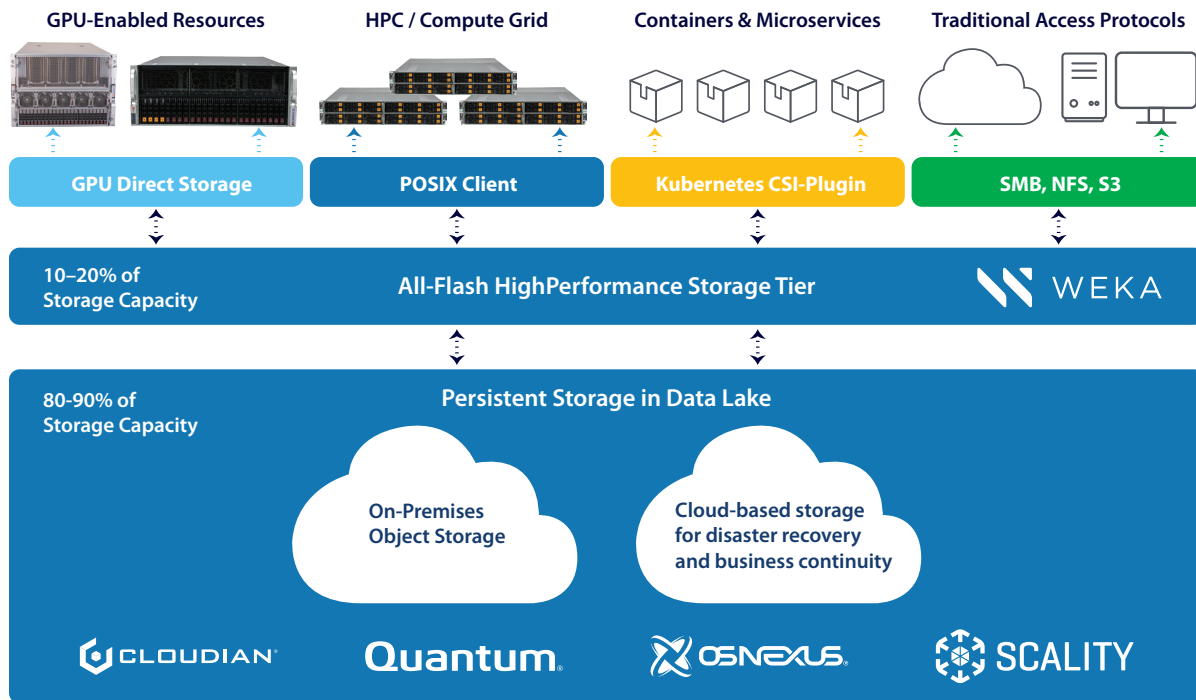 GPU-Enabled Resources
HPC / Compute Grid
Containers & Microservices
Traditional Access Protocols
GPU Direct Storage
POSIX Client
Kubernetes CSI-Plugin
SMB, NFS, S3
10–20% of
Storage Capacity
All-Flash HighPerformance Storage Tier
WEKA
80-90% of
Storage Capacity
Persistent Storage in Data Lake
On-Premises
Object Storage
Cloud-based storage
for disaster recovery
and business continuity
CLOUDIAN®
Quantum®
OSNEXUS®
SCALITY